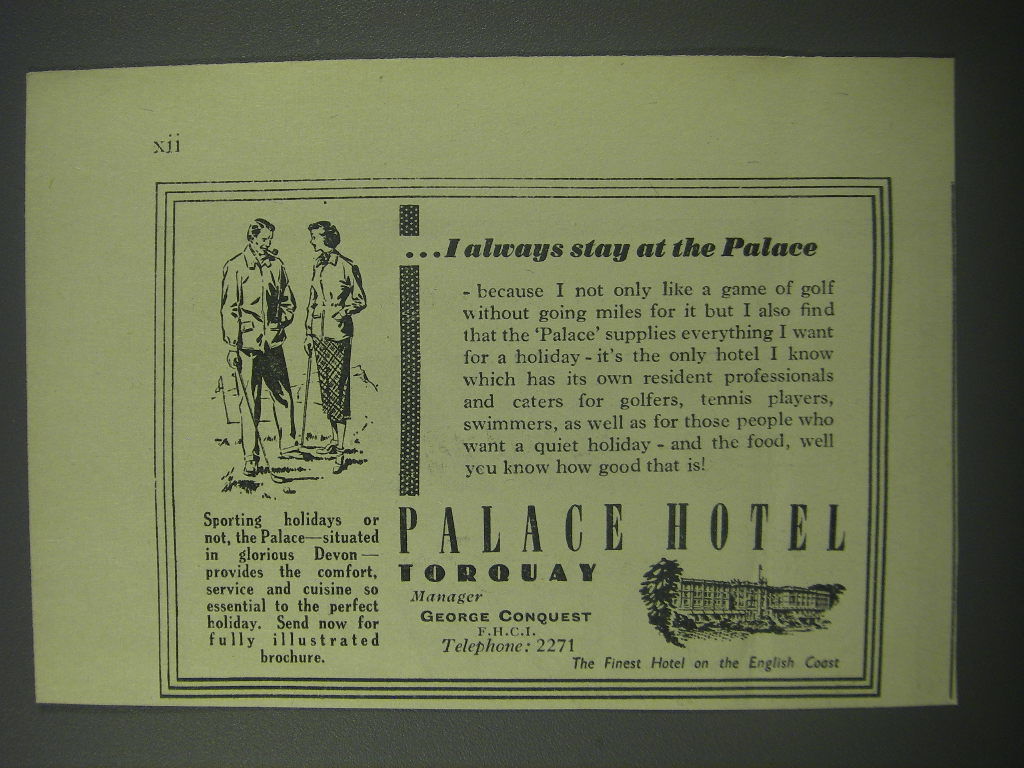 xii
...I always stay at the Palace
- because I not only like a game of golf
without going miles for it but I also find
that the ‘Palace’ supplies everything I want
for a holiday - it's the only hotel I know
which has its own resident professionals
and caters for golfers, tennis players,
swimmers, as well as for those people who
want a quiet holiday - and the food, well
you know how good that is!
Sporting holidays or
not, the Palace—situated
in glorious Devon—
provides the comfort,
service and cuisine so
essential to the perfect
holiday. Send now for
fully illustrated
brochure.
PALACE HOTEL
TORQUAY
Manager
GEORGE CONQUEST
F.H.C.I.
Telephone: 2271
The Finest Hotel on the English Coast